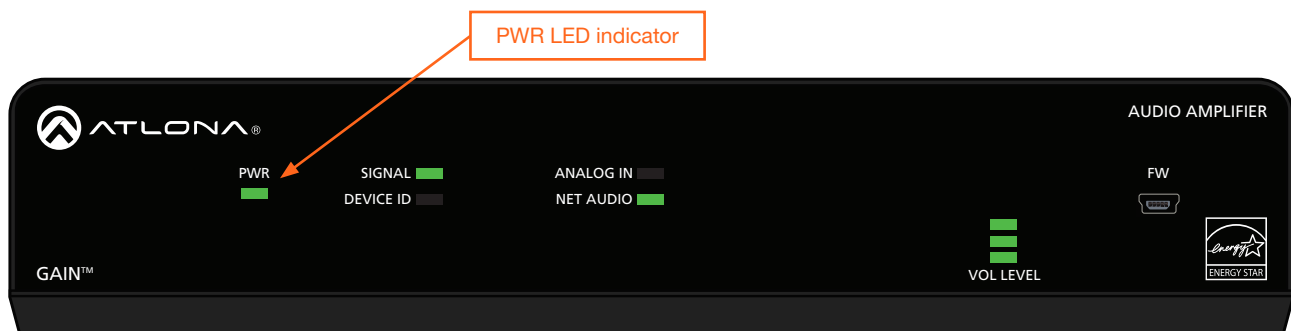 PWR LED indicator
ATLONA®
AUDIO AMPLIFIER
PWR
SIGNAL
ANALOG IN
FW
DEVICE ID
NET AUDIO
energy
GAIN™
VOL LEVEL
ENERGY STAR